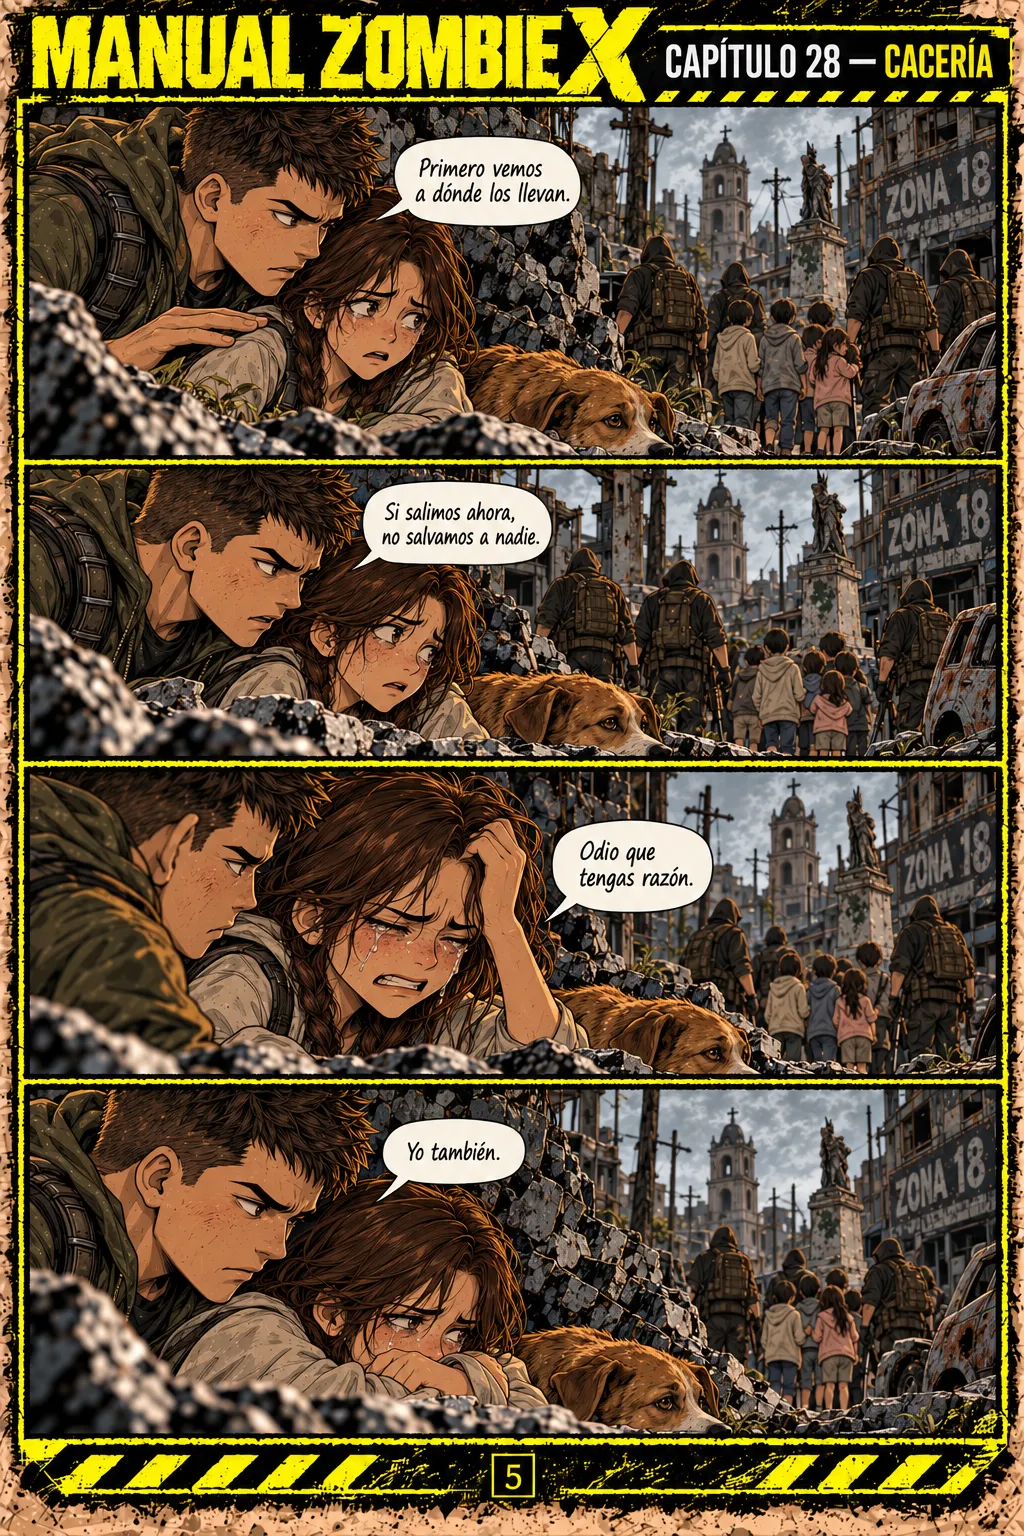 MANUAL ZOMBIE X
CAPÍTULO 28 — CACERÍA
Primero vemos
a dónde los llevan.
ZONA 18
Si salimos ahora,
no salvamos a nadie.
ZONA 18
Odio que
tengas razón.
ZONA 18
Yo también.
ZONA 18
5